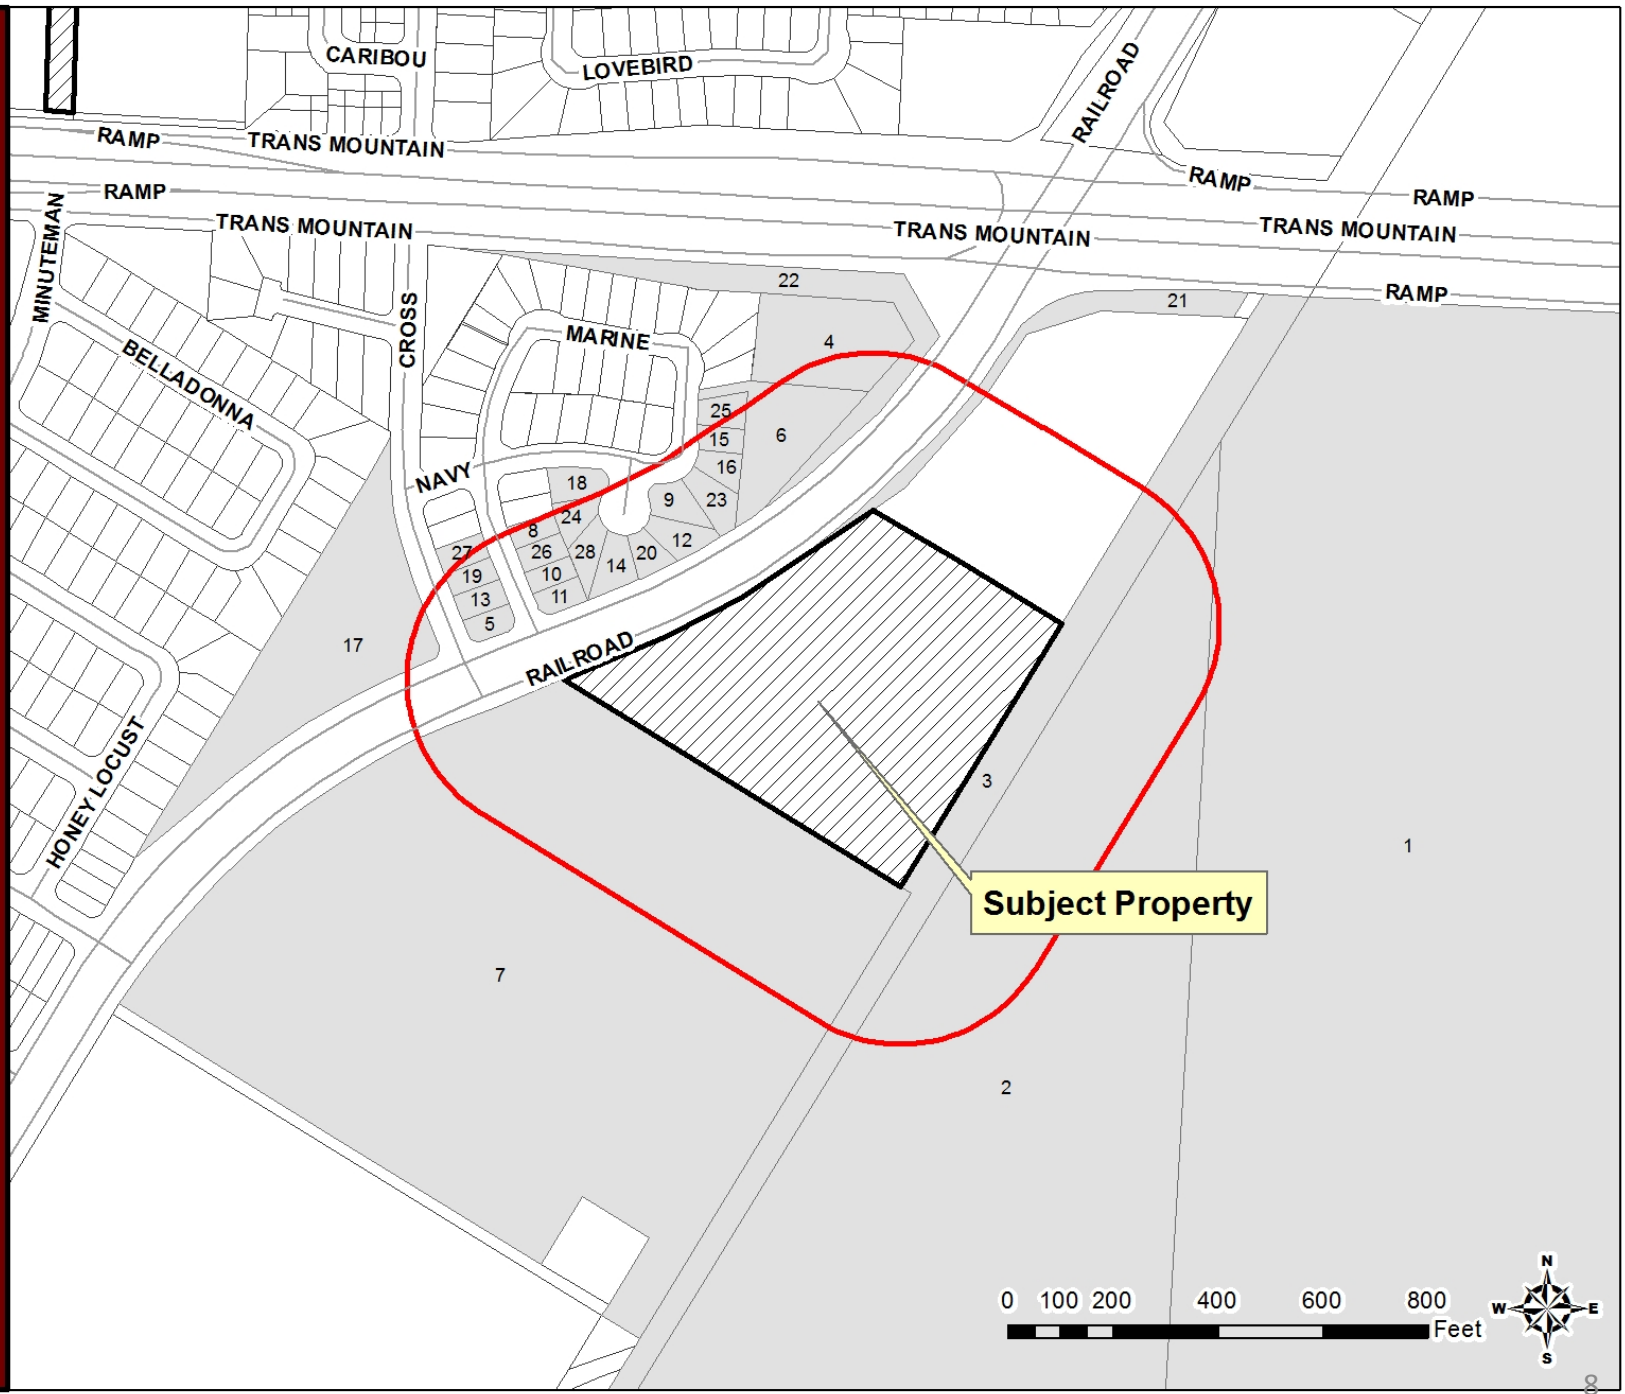 CARIBOU
LOVEBIRD
RAILROAD
RAMP
TRANS MOUNTAIN
RAMP
RAMP
RAMP
MINUTEMAN
TRANS MOUNTAIN
TRANS MOUNTAIN
TRANS MOUNTAIN
22
21
RAMP
CROSS
MARINE
4
BELLADONNA
25
15
6
16
NAVY
18
9
23
24
8
12
27
26
28
20
14
19
10
13
11
5
17
RAILROAD
HONEY LOCUST
3
1
Subject Property
7
2
N
W
E
S
0 100 200 400 600 800
Feet
8